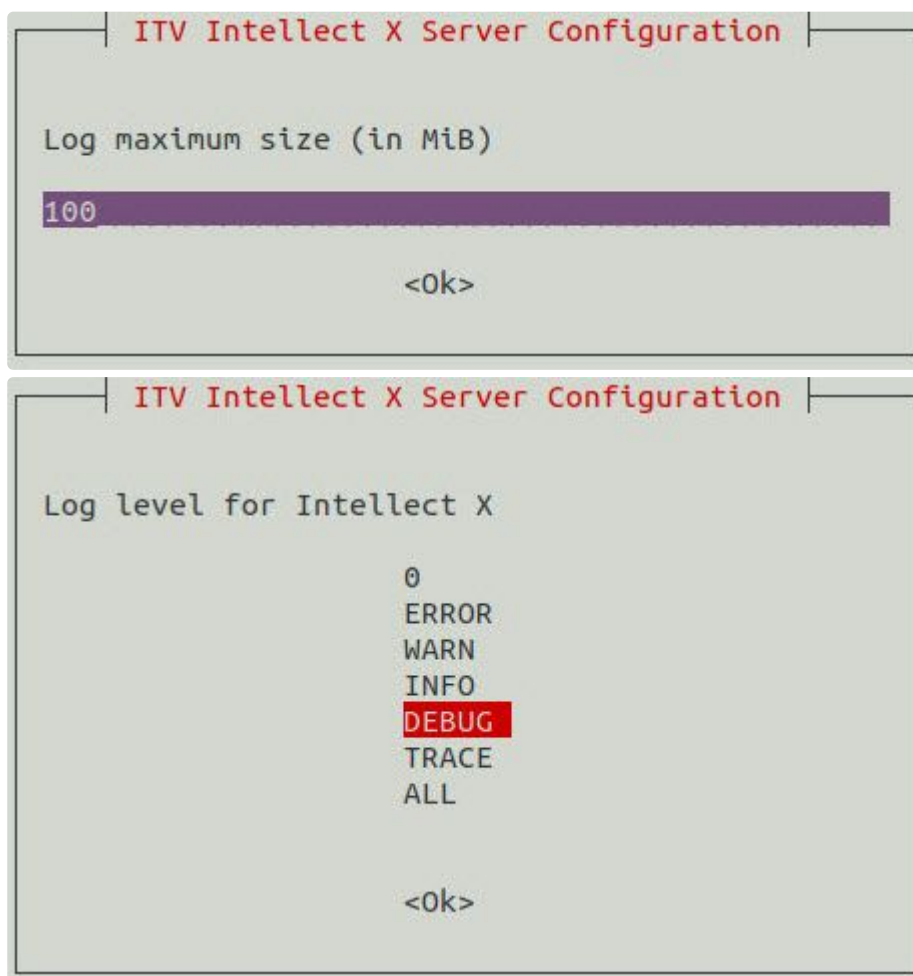 ITV Intellect X Server Configuration
Log maximum size (in MiB)
100
<Ok>
ITV Intellect X Server Configuration
Log level for Intellect X
0
ERROR
WARN
INFO
DEBUG
TRACE
ALL
<Ok>